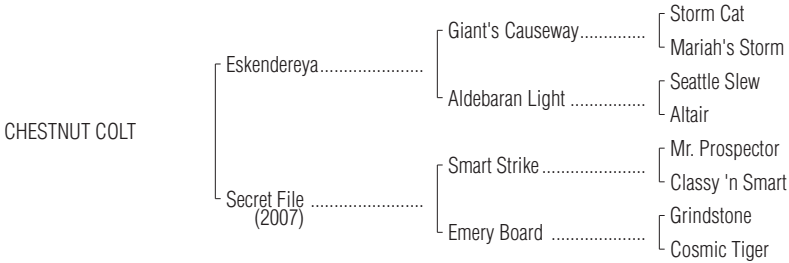 Storm Cat
Giant's Causeway..............
Mariah's Storm
Eskendereya......................
Seattle Slew
Aldebaran Light ................
Altair
CHESTNUT COLT
Mr. Prospector
Smart Strike......................
Classy 'n Smart
Secret File ........................
(2007)
Grindstone
Emery Board ....................
Cosmic Tiger